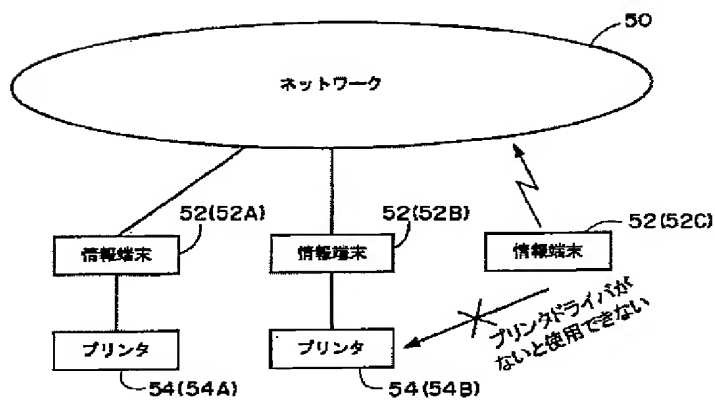 50
ネットワーク
52(52A)
52(52B)
52(52C)
情報端末
情報端末
情報端末
プリンタ
プリンタ
プリンタドライバが
ないと使用できない
54(54A)
54(54B)